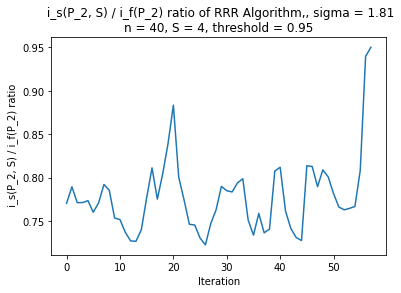 i_s(P_2, S) / i_f(P_2) ratio of RRR Algorithm,, sigma = 1.81
n = 40, S = 4, threshold = 0.95
i_s(P_2, S) / i_f(P_2) ratio
0.95
0.90
0.85
0.80
0.75
0 10 20 30 40 50
Iteration